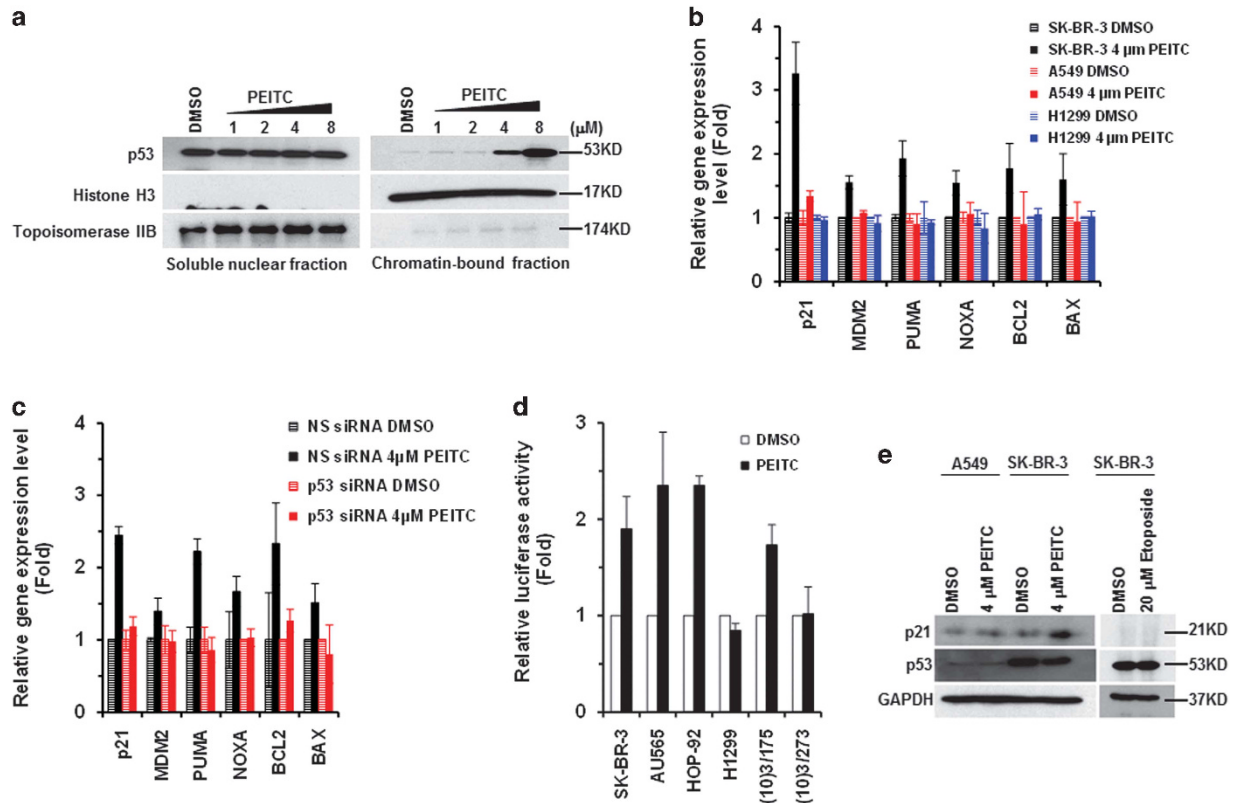 a
DMSO
PEITC
1 2 4 8
PEITC
DMSO
1 2 4 8 (µM)
p53
53KD
Histone H3
17KD
Topoisomerase IIB
174KD
Soluble nuclear fraction
Chromatin-bound fraction
b
Relative gene expression
level (Fold)
4
3
2
1
0
SK-BR-3 DMSO
SK-BR-3 4 µm PEITC
A549 DMSO
A549 4 µm PEITC
H1299 DMSO
H1299 4 µm PEITC
p21
MDM2
PUMA
NOXA
BCL2
BAX
c
Relative gene expression level
(Fold)
4
2
0
NS siRNA DMSO
NS siRNA 4µM PEITC
p53 siRNA DMSO
p53 siRNA 4µM PEITC
p21
MDM2
PUMA
NOXA
BCL2
BAX
d
Relative luciferase activity
(Fold)
3
2
1
0
DMSO
PEITC
SK-BR-3
AU565
HOP-92
H1299
(10)3/175
(10)3/273
e
A549 SK-BR-3 SK-BR-3
DMSO
4 µM PEITC
DMSO
4 µM PEITC
DMSO
20 µM Etoposide
p21
21KD
p53
53KD
GAPDH
37KD